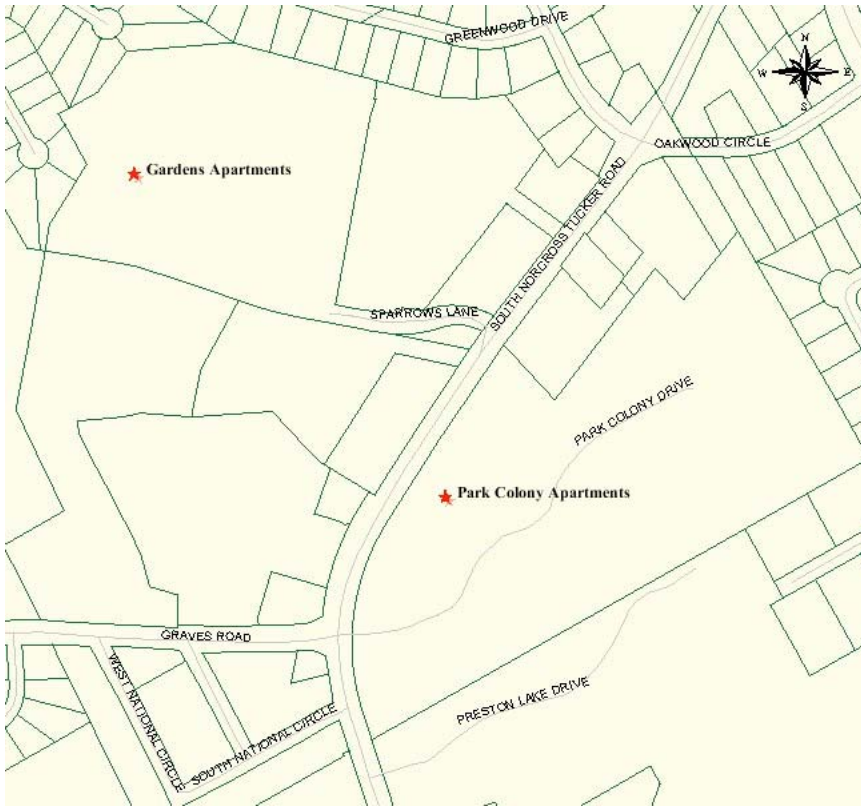 GREENWOOD DRIVE
N
W E
S
OAKWOOD CIRCLE
Gardens Apartments
SOUTH NORCROSS TUCKER ROAD
SPARROWS LANE
PARK COLONY DRIVE
Park Colony Apartments
GRAVES ROAD
WEST NATIONAL CIRCLE
SOUTH NATIONAL CIRCLE
PRESTON LAKE DRIVE